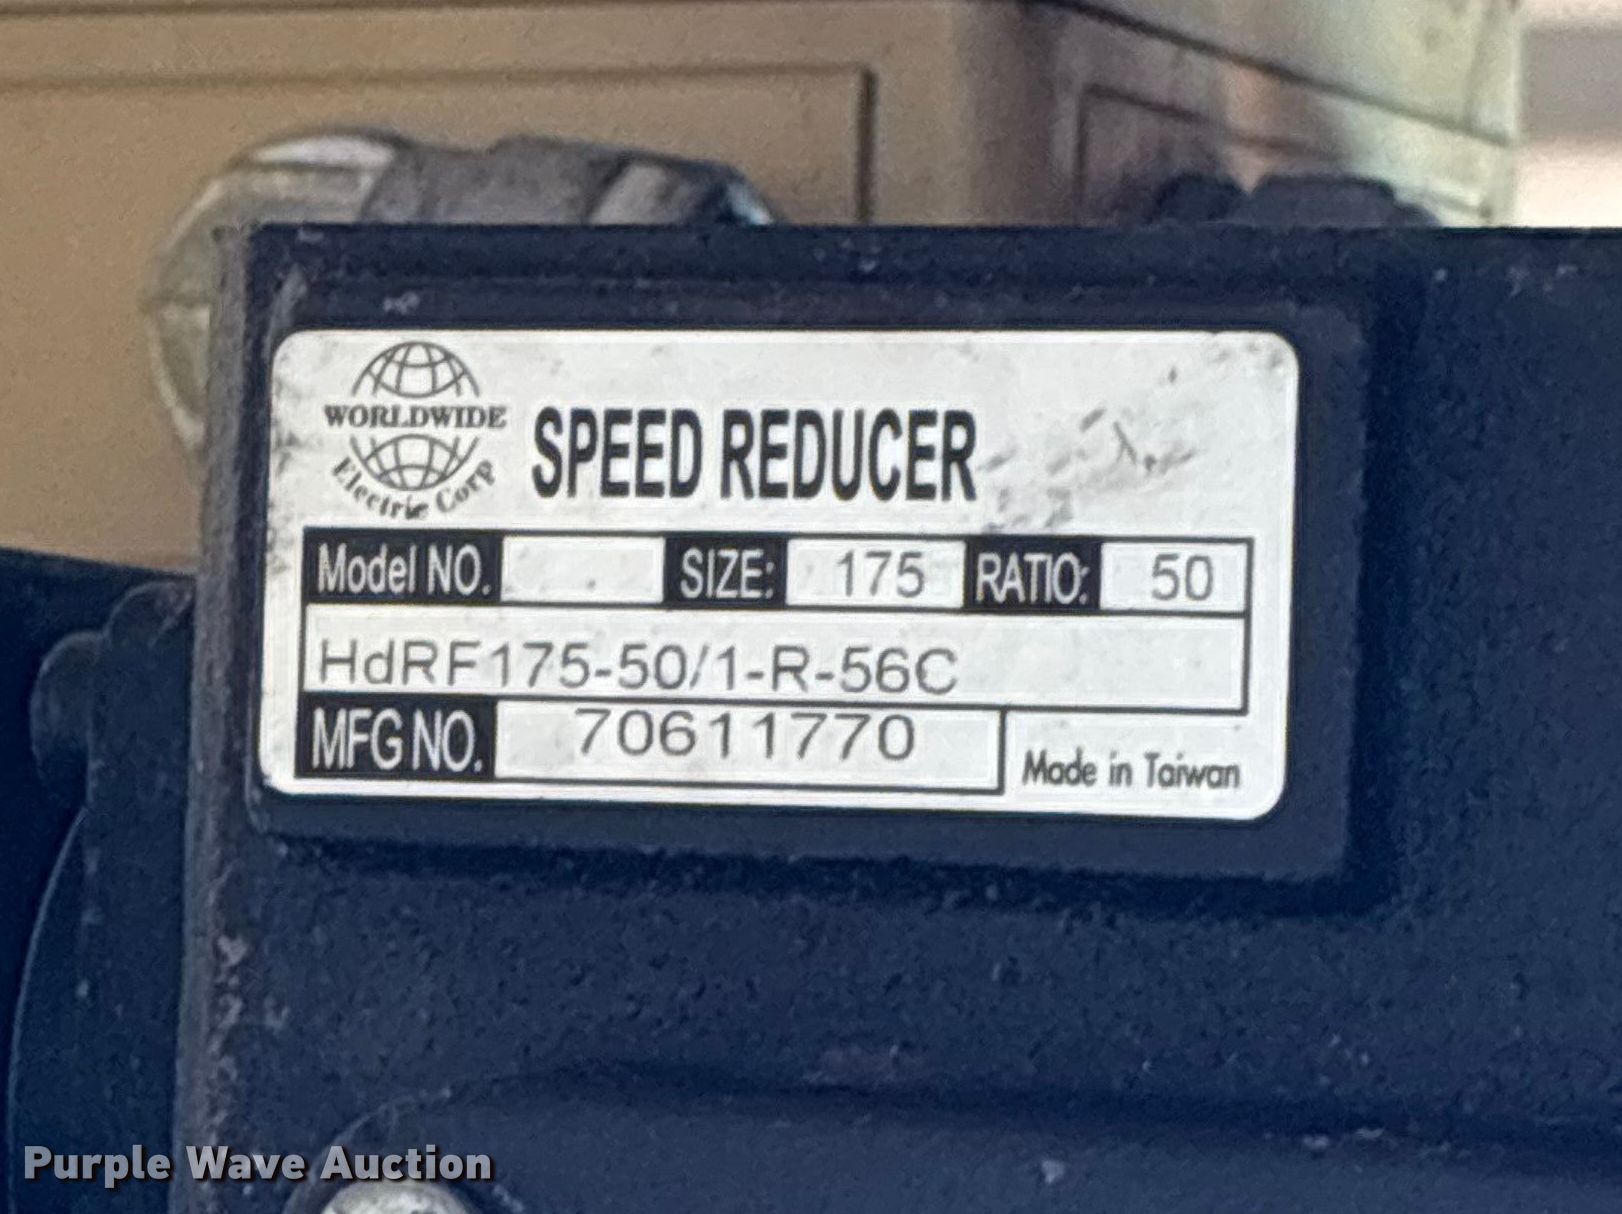 WORLDWIDE
Electric Corp
SPEED REDUCER
Model NO. SIZE: 175 RATIO: 50
HdRF175-50/1-R-56C
MFG NO. 70611770
Made in Taiwan
Purple Wave Auction